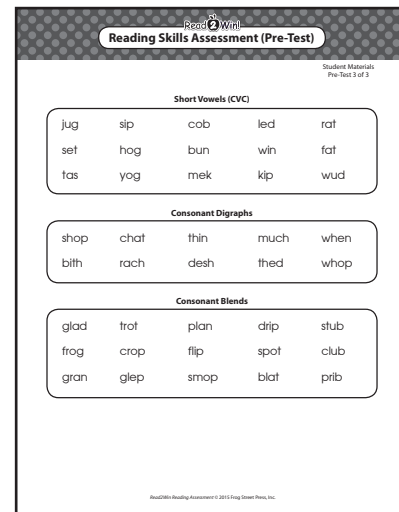 Read 2 Win!
Reading Skills Assessment (Pre-Test)
Student Materials
Pre-Test 3 of 3
Short Vowels (CVC)
jug sip cob led rat
set hog bun win fat
tas yog mek kip wud
Consonant Digraphs
shop chat thin much when
bith rach desh thed whop
Consonant Blends
glad trot plan drip stub
frog crop flip spot club
gran glep smop blat prib
Read2Win Reading Assessment © 2015 Frog Street Press, Inc.